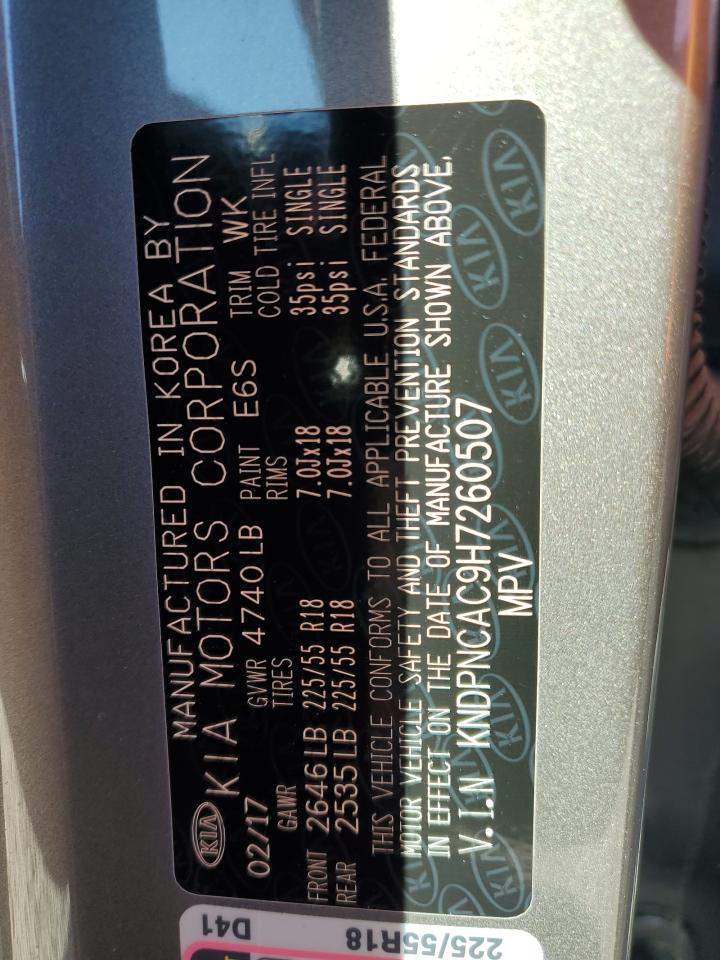 MANUFACTURED IN KOREA BY
KIA KIA MOTORS CORPORATION
02/17 GVWR 4740LB PAINT E6S TRIM WK
GAWR TIRES RIMS COLD TIRE INFL
FRONT 2646LB 225/55 R18 7.0Jx18 35psi SINGLE
REAR 2535LB 225/55 R18 7.0Jx18 35psi SINGLE
THIS VEHICLE CONFORMS TO ALL APPLICABLE U.S.A. FEDERAL
MOTOR VEHICLE SAFETY AND THEFT PREVENTION STANDARDS
IN EFFECT ON THE DATE OF MANUFACTURE SHOWN ABOVE.
V.I.N KNDPNCAC9H7260507
MPV
D41
225/55R18